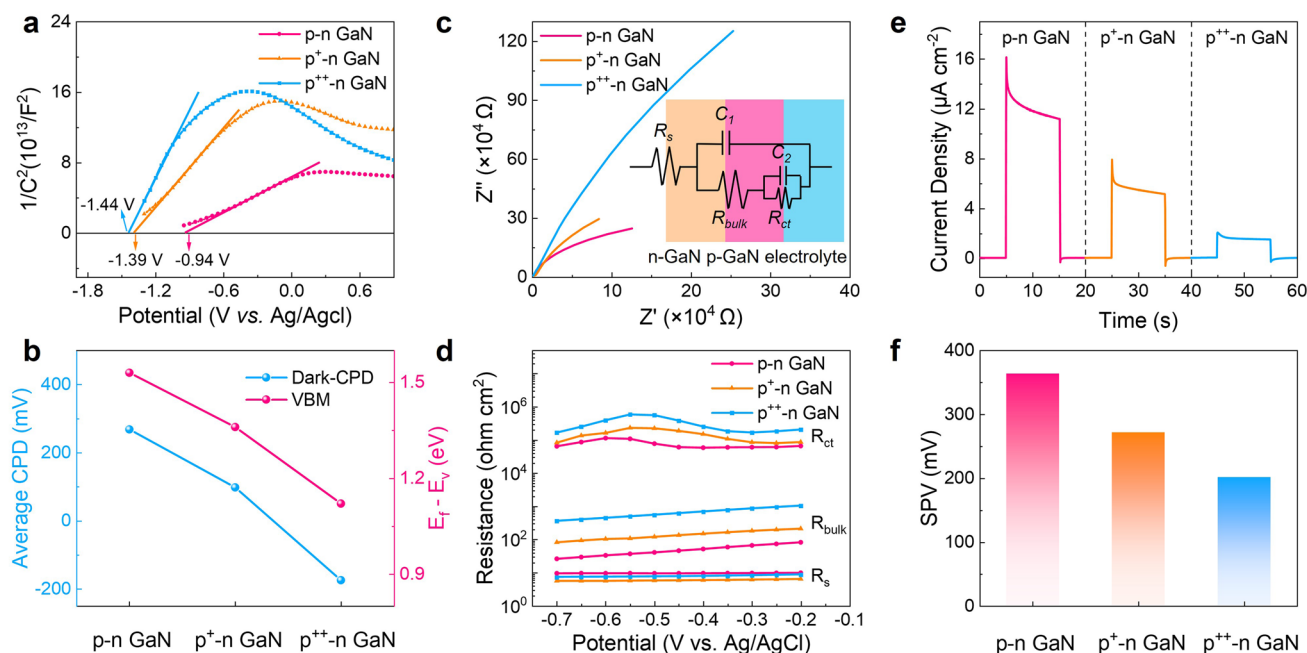 a
1/C²(10¹³/F²)
24
16
8
0
p-n GaN
p⁺-n GaN
p⁺⁺-n GaN
-1.44 V
-1.39 V
-0.94 V
-1.8 -1.2 -0.6 0.0 0.6
Potential (V vs. Ag/Agcl)
c
Z'' (×10⁴ Ω)
120
90
60
30
0
p-n GaN
p⁺-n GaN
p⁺⁺-n GaN
Rs
C1
C2
Rbulk
Rct
n-GaN p-GaN electrolyte
0 10 20 30 40
Z' (×10⁴ Ω)
e
Current Density (μA cm⁻²)
16
12
8
4
0
p-n GaN p⁺-n GaN p⁺⁺-n GaN
0 10 20 30 40 50 60
Time (s)
b
Average CPD (mV)
400
200
0
-200
Dark-CPD
VBM
1.5
1.2
0.9
Ef - Ev (eV)
p-n GaN p⁺-n GaN p⁺⁺-n GaN
d
Resistance (ohm cm²)
10⁶
10⁴
10²
10⁰
p-n GaN
p⁺-n GaN
p⁺⁺-n GaN
Rct
Rbulk
Rs
-0.7 -0.6 -0.5 -0.4 -0.3 -0.2 -0.1
Potential (V vs. Ag/AgCl)
f
SPV (mV)
400
300
200
100
0
p-n GaN p⁺-n GaN p⁺⁺-n GaN